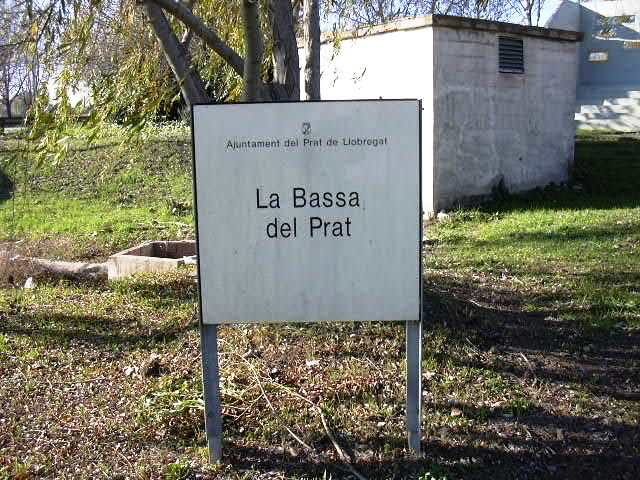 Ajuntament del Prat de Llobregat
La Bassa
del Prat